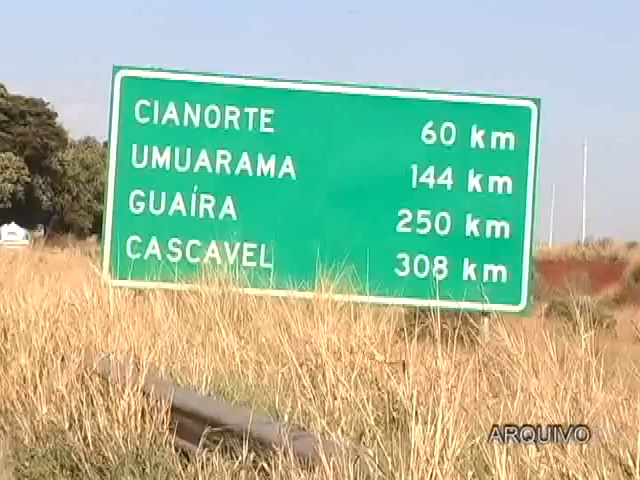 CIANORTE 60 km
UMUARAMA 144 km
GUAÍRA 250 km
CASCAVEL 308 km
ARQUIVO